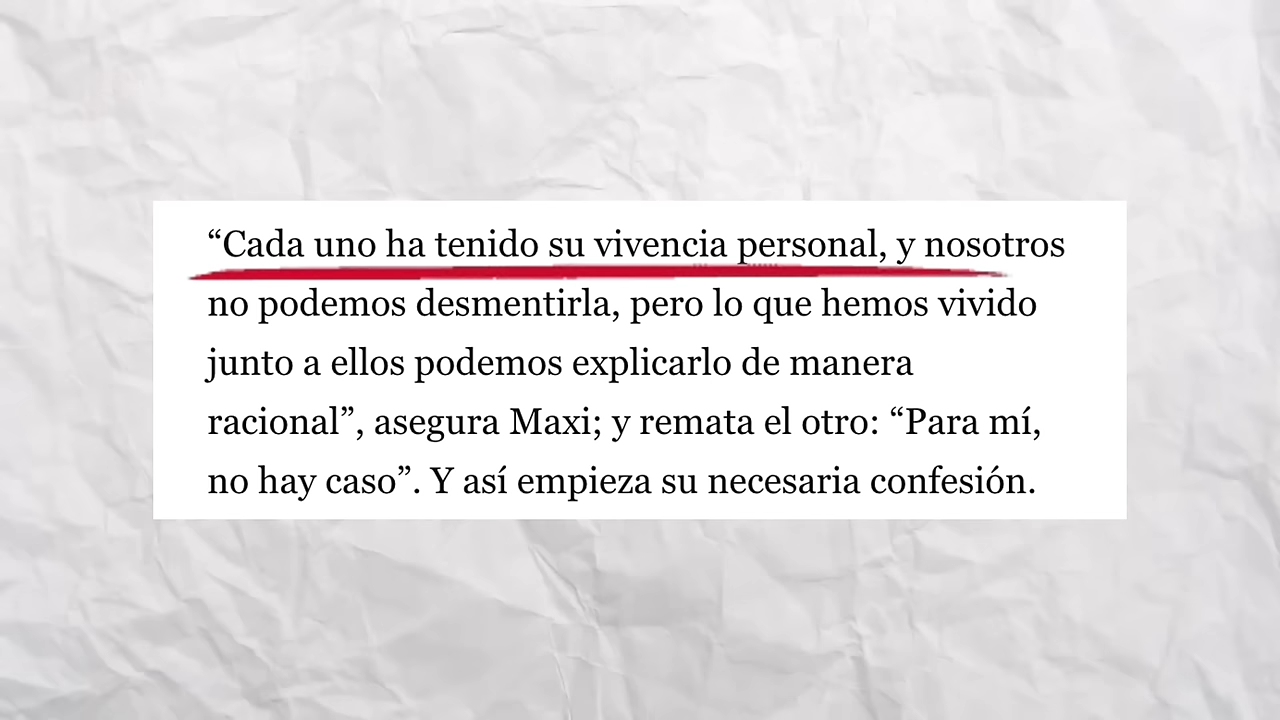 “Cada uno ha tenido su vivencia personal, y nosotros
no podemos desmentirla, pero lo que hemos vivido
junto a ellos podemos explicarlo de manera
racional”, asegura Maxi; y remata el otro: “Para mí,
no hay caso”. Y así empieza su necesaria confesión.